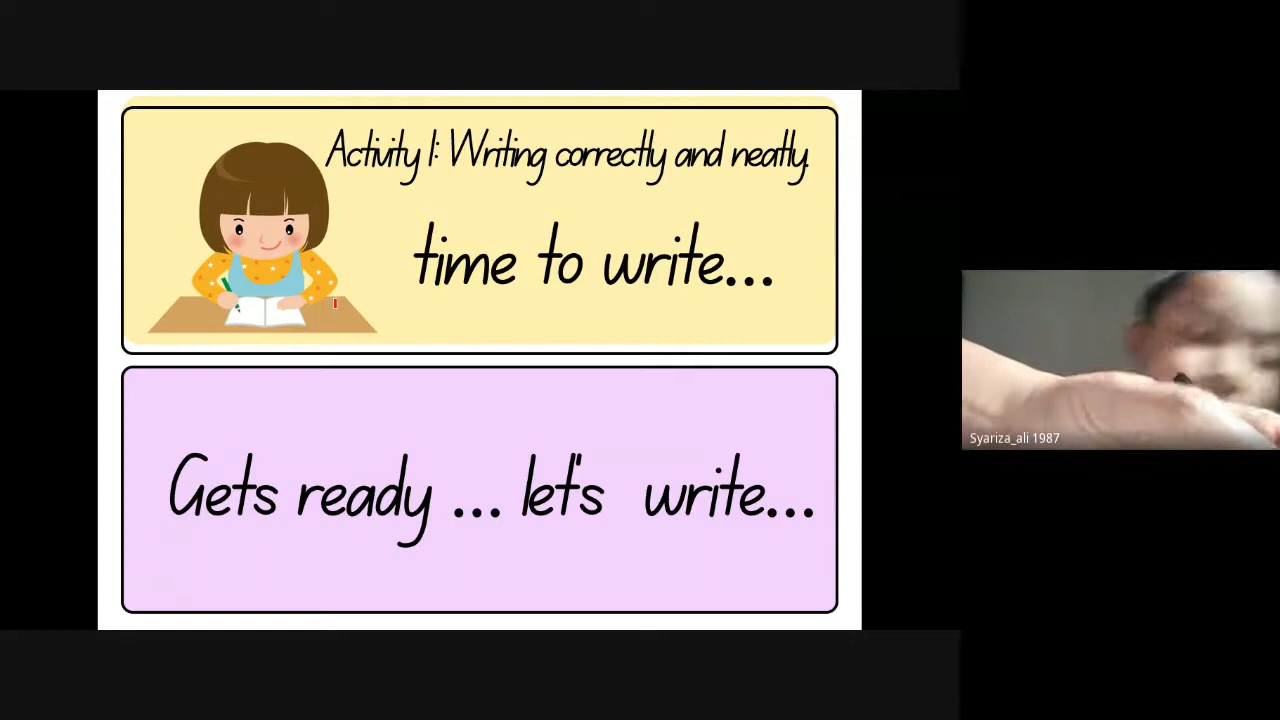 Activity 1: Writing correctly and neatly.
time to write...
Gets ready ... let's write...
Syariza_ali 1987